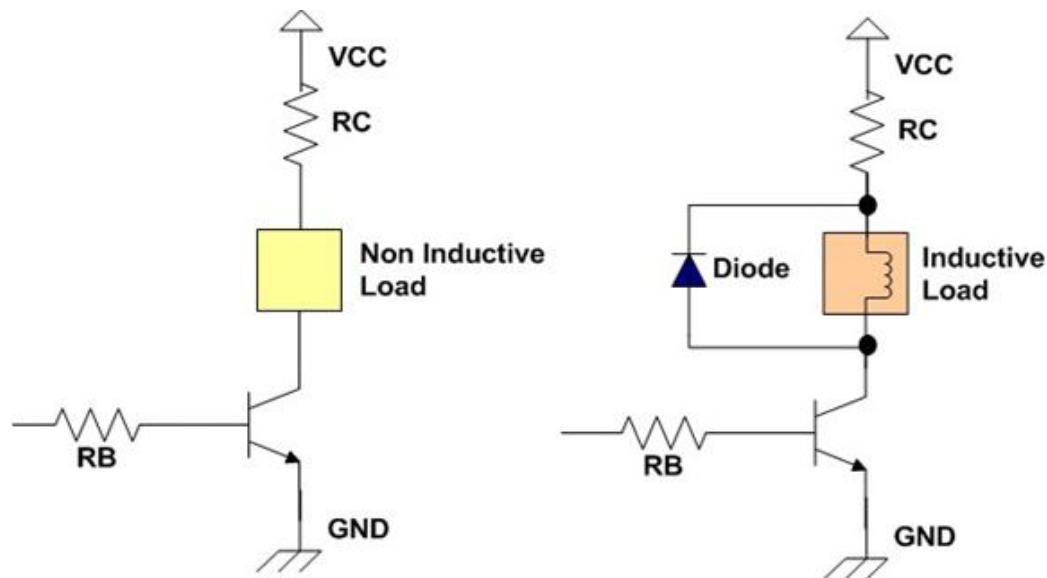 VCC
RC
Non Inductive
Load
RB
GND
VCC
RC
Diode
Inductive
Load
RB
GND